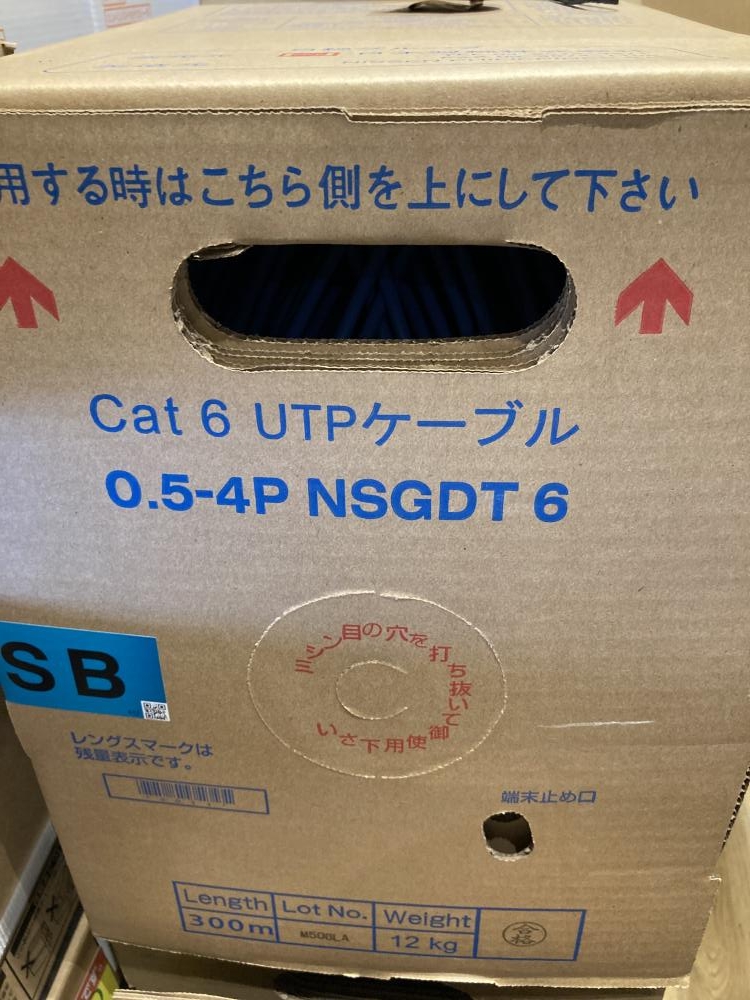 用する時はこちら側を上にして下さい
Cat 6 UTPケーブル
0.5-4P NSGDT 6
SB
ミシン目の穴を打ち抜いて御使用下さい
レングスマークは
残量表示です。
端末止め口
Length Lot No. Weight
300m M500LA 12 kg
合格